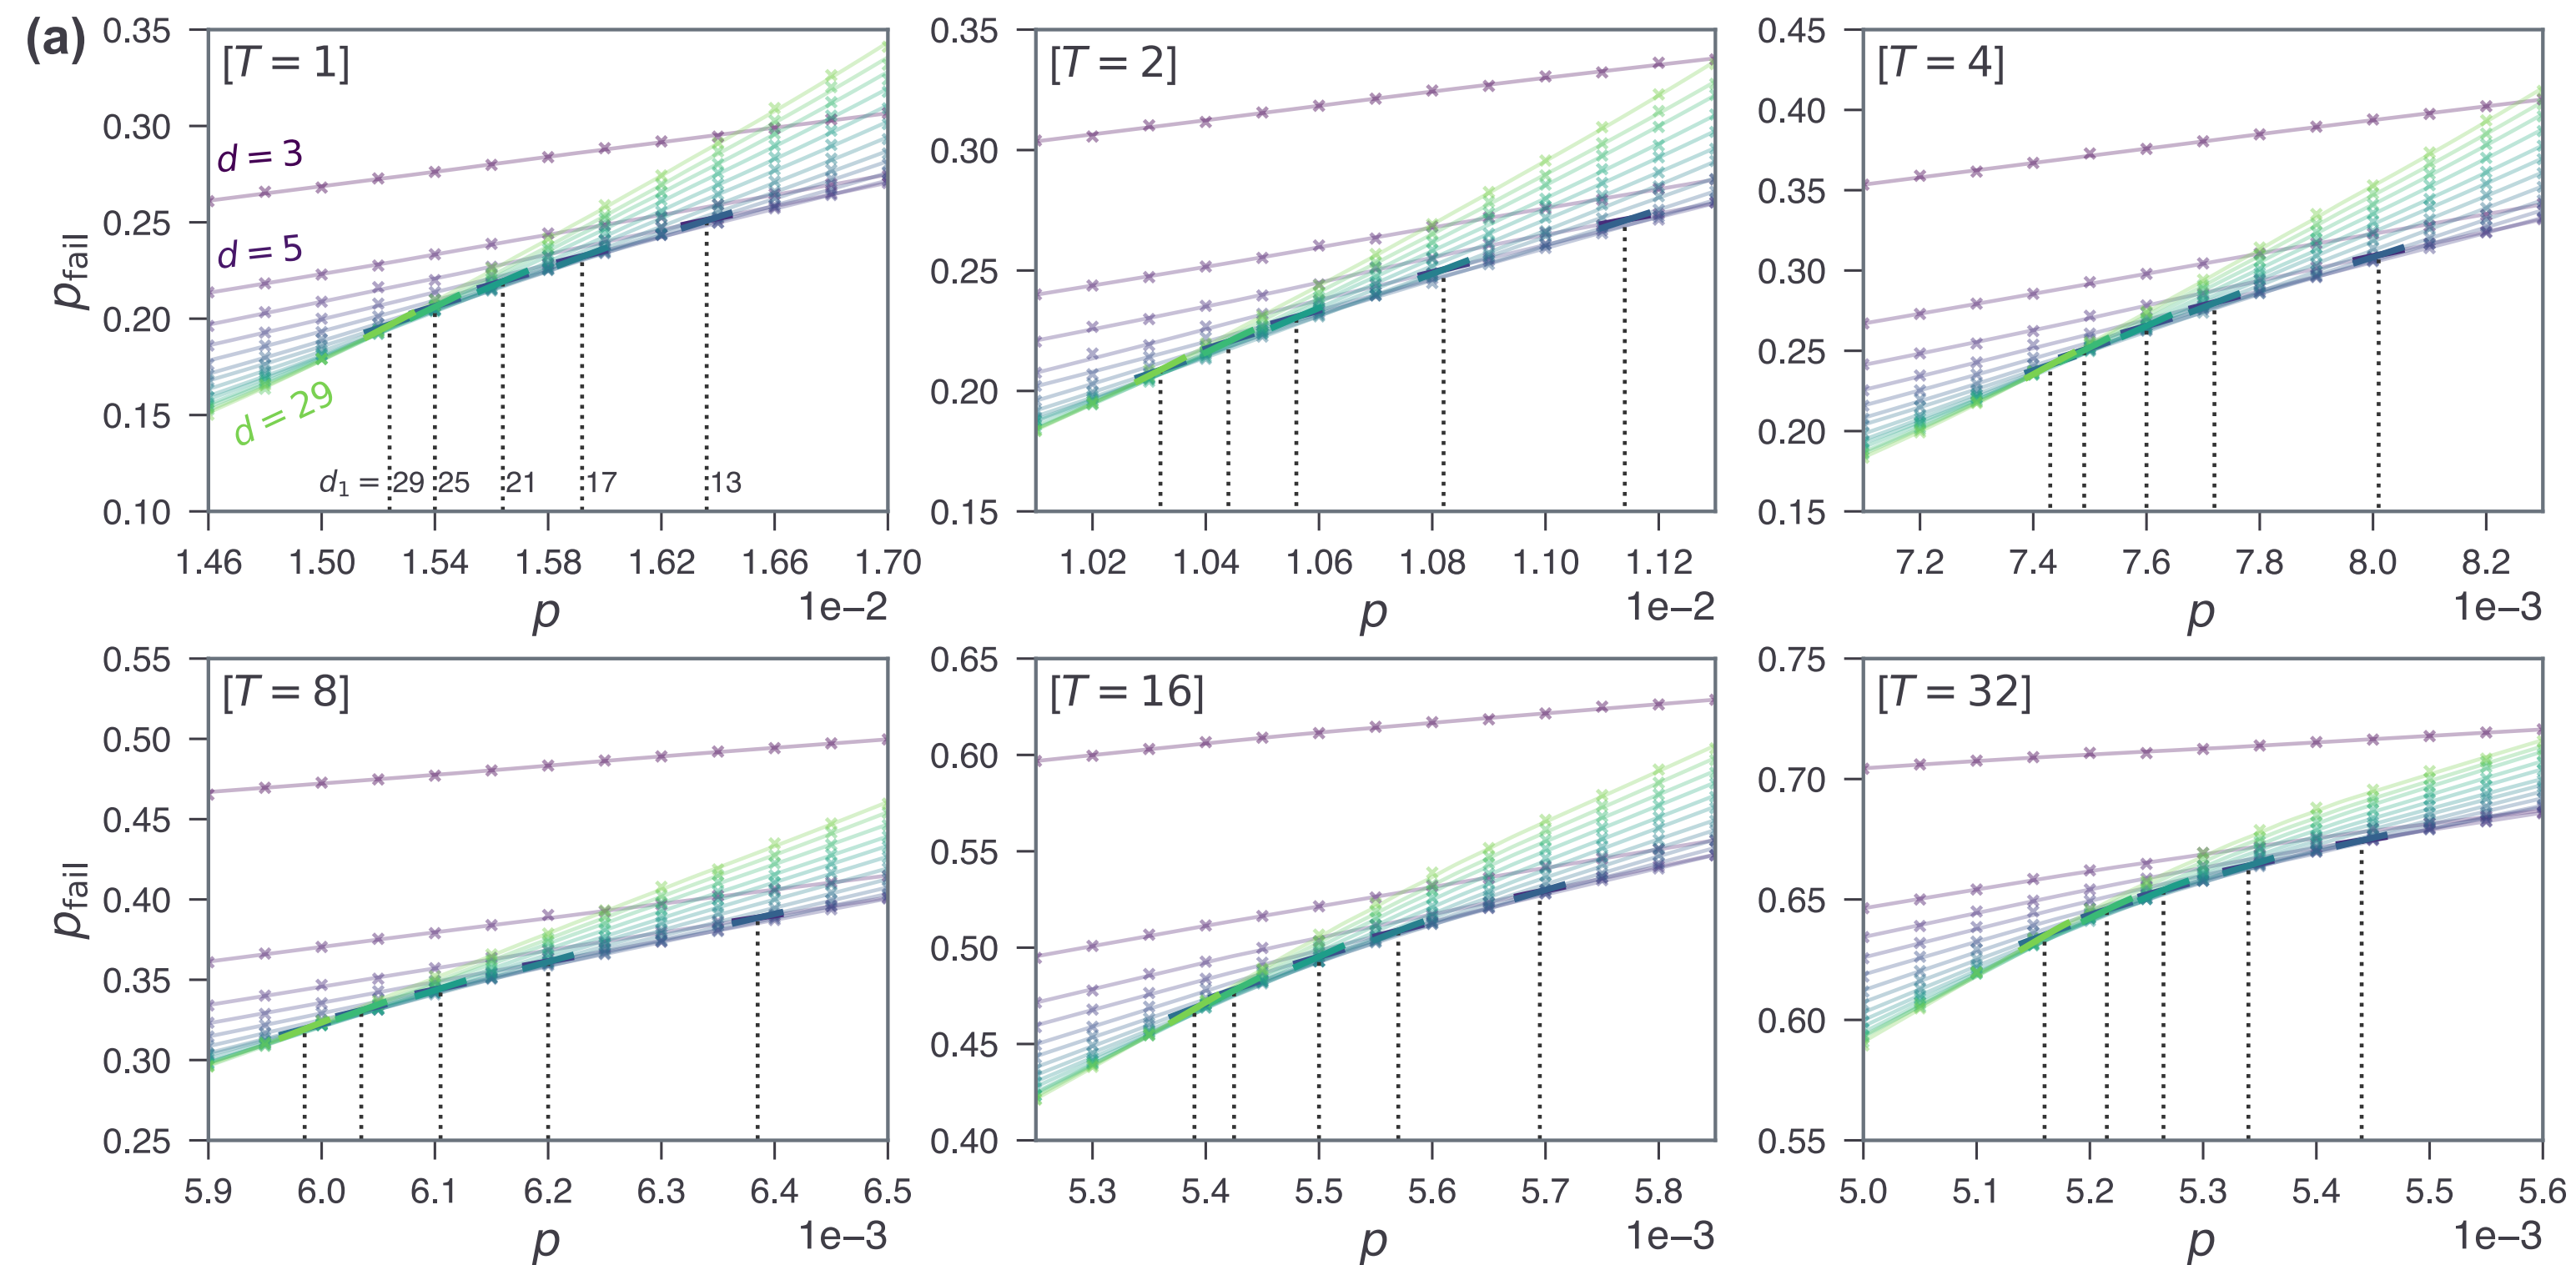 (a)
[T = 1]
[T = 2]
[T = 4]
0.35
0.30
0.25
0.20
0.15
0.10
p_fail
d = 3
d = 5
d = 29
d₁ = 29 25 21 17 13
1.46 1.50 1.54 1.58 1.62 1.66 1.70
p
1e−2
0.35
0.30
0.25
0.20
0.15
1.02 1.04 1.06 1.08 1.10 1.12
p
1e−2
0.45
0.40
0.35
0.30
0.25
0.20
0.15
7.2 7.4 7.6 7.8 8.0 8.2
p
1e−3
[T = 8]
[T = 16]
[T = 32]
0.55
0.50
0.45
0.40
0.35
0.30
0.25
p_fail
5.9 6.0 6.1 6.2 6.3 6.4 6.5
p
1e−3
0.65
0.60
0.55
0.50
0.45
0.40
5.3 5.4 5.5 5.6 5.7 5.8
p
1e−3
0.75
0.70
0.65
0.60
0.55
5.0 5.1 5.2 5.3 5.4 5.5 5.6
p
1e−3